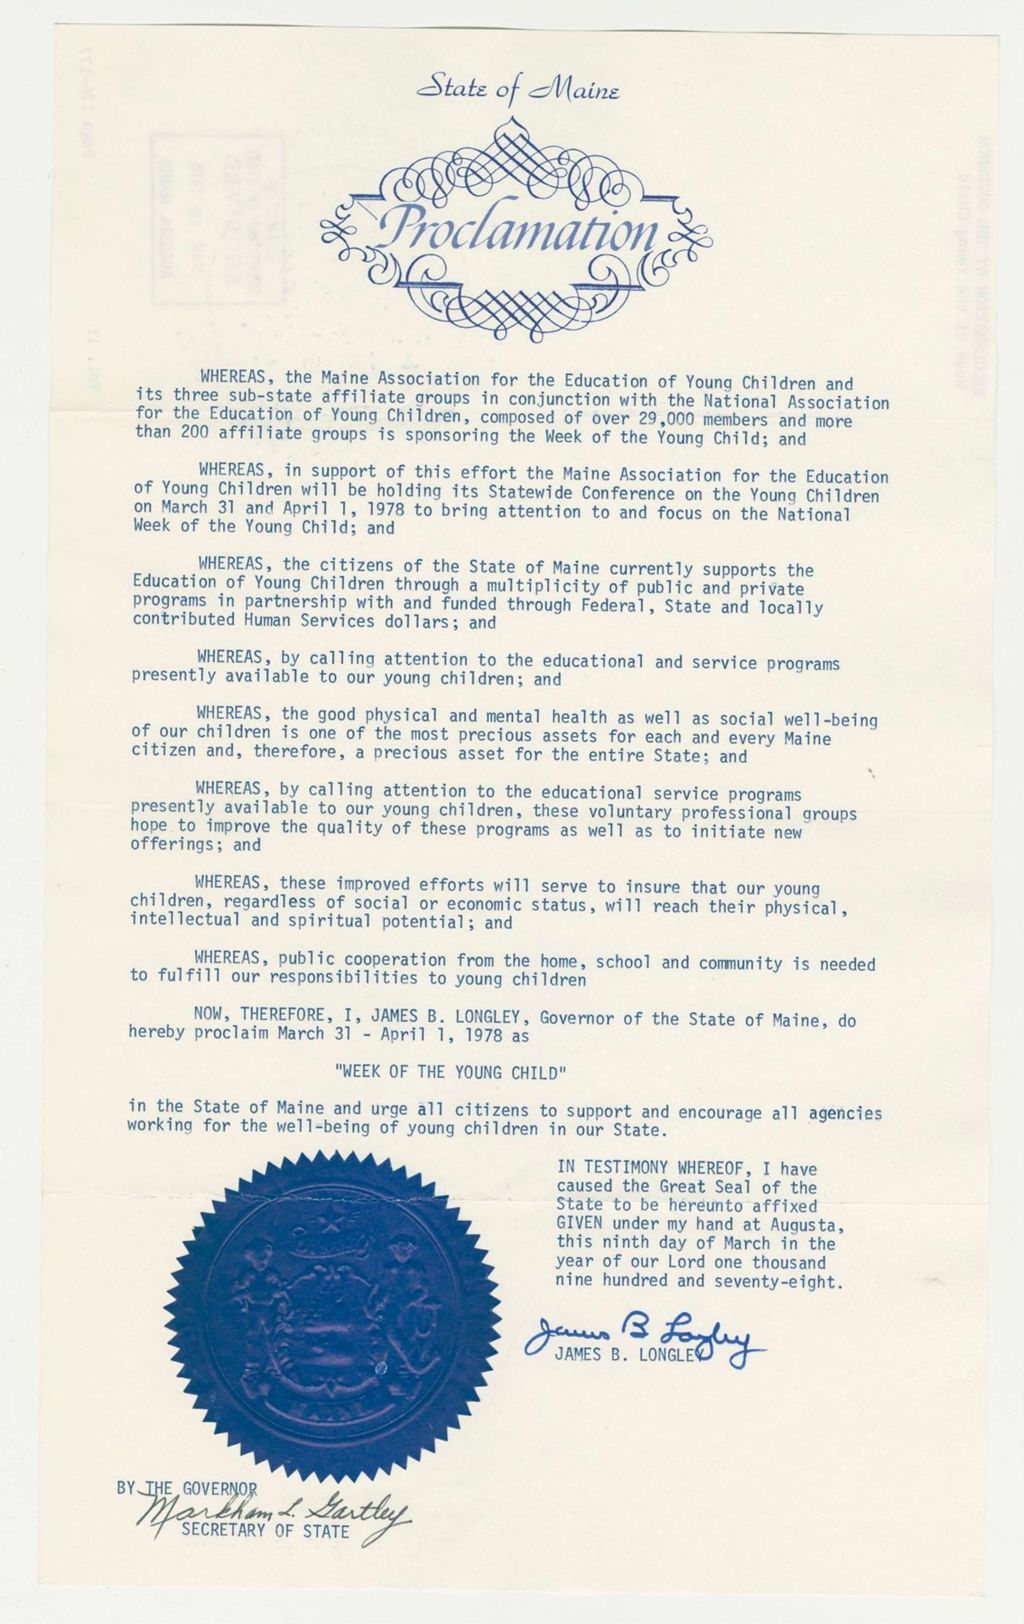 State of Maine
Proclamation
WHEREAS, the Maine Association for the Education of Young Children and
its three sub-state affiliate groups in conjunction with the National Association
for the Education of Young Children, composed of over 29,000 members and more
than 200 affiliate groups is sponsoring the Week of the Young Child; and
WHEREAS, in support of this effort the Maine Association for the Education
of Young Children will be holding its Statewide Conference on the Young Children
on March 31 and April 1, 1978 to bring attention to and focus on the National
Week of the Young Child; and
WHEREAS, the citizens of the State of Maine currently supports the
Education of Young Children through a multiplicity of public and private
programs in partnership with and funded through Federal, State and locally
contributed Human Services dollars; and
WHEREAS, by calling attention to the educational and service programs
presently available to our young children; and
WHEREAS, the good physical and mental health as well as social well-being
of our children is one of the most precious assets for each and every Maine
citizen and, therefore, a precious asset for the entire State; and
WHEREAS, by calling attention to the educational service programs
presently available to our young children, these voluntary professional groups
hope to improve the quality of these programs as well as to initiate new
offerings; and
WHEREAS, these improved efforts will serve to insure that our young
children, regardless of social or economic status, will reach their physical,
intellectual and spiritual potential; and
WHEREAS, public cooperation from the home, school and community is needed
to fulfill our responsibilities to young children
NOW, THEREFORE, I, JAMES B. LONGLEY, Governor of the State of Maine, do
hereby proclaim March 31 - April 1, 1978 as
"WEEK OF THE YOUNG CHILD"
in the State of Maine and urge all citizens to support and encourage all agencies
working for the well-being of young children in our State.
IN TESTIMONY WHEREOF, I have
caused the Great Seal of the
State to be hereunto affixed
GIVEN under my hand at Augusta,
this ninth day of March in the
year of our Lord one thousand
nine hundred and seventy-eight.
James B Longley
JAMES B. LONGLEY
MAINE
BY THE GOVERNOR
Markham L. Gartley
SECRETARY OF STATE